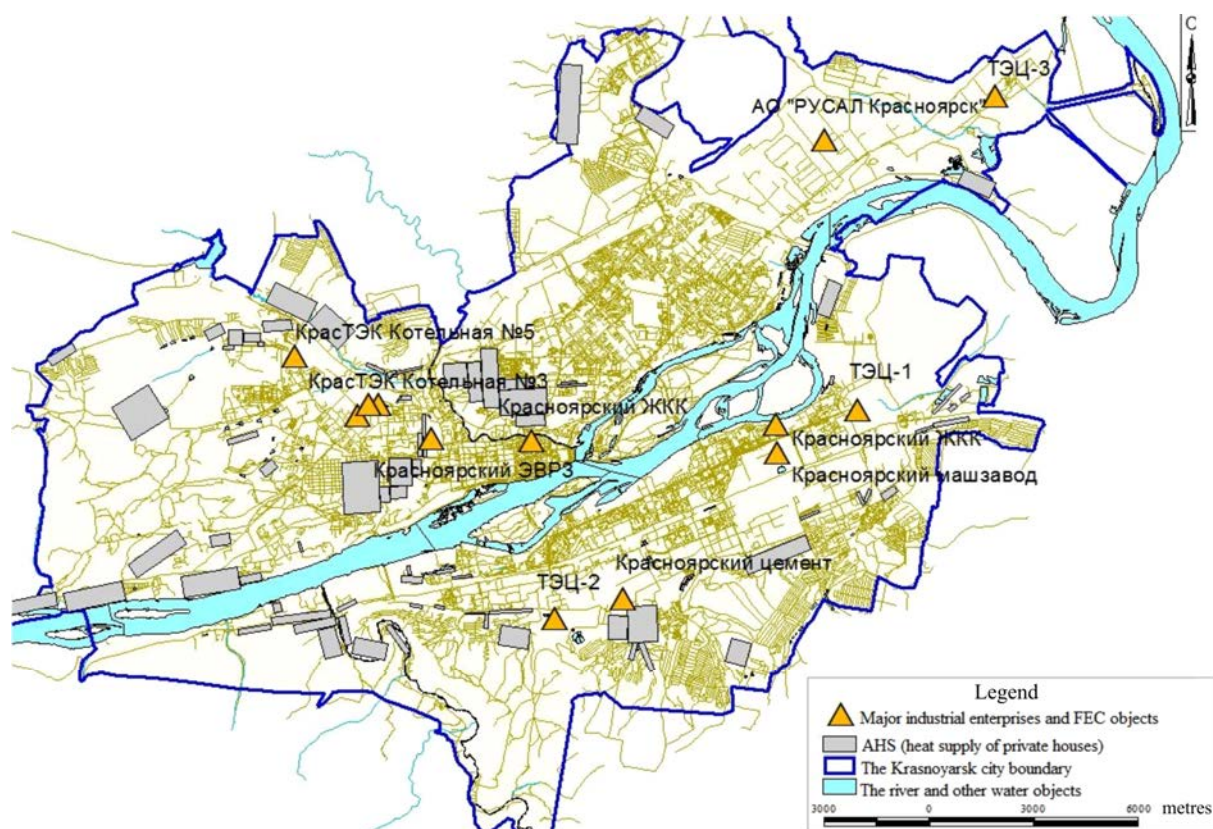 С
ТЭЦ-3
АО "РУСАЛ Красноярск"
КрасТЭК Котельная №5
ТЭЦ-1
КрасТЭК Котельная №3
Красноярский ЖКК
Красноярский ЖКК
Красноярский ЭВРЗ
Красноярский машзавод
Красноярский цемент
ТЭЦ-2
Legend
Major industrial enterprises and FEC objects
AHS (heat supply of private houses)
The Krasnoyarsk city boundary
The river and other water objects
3000 0 3000 6000 metres